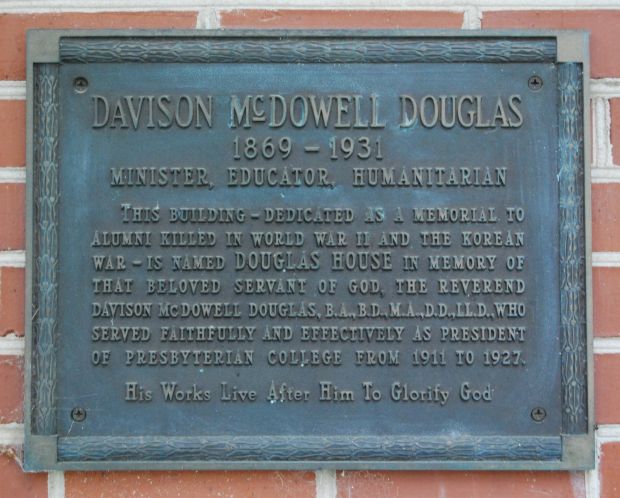 DAVISON McDOWELL DOUGLAS
1869 – 1931
MINISTER, EDUCATOR, HUMANITARIAN
THIS BUILDING – DEDICATED AS A MEMORIAL TO
ALUMNI KILLED IN WORLD WAR II AND THE KOREAN
WAR – IS NAMED DOUGLAS HOUSE IN MEMORY OF
THAT BELOVED SERVANT OF GOD, THE REVEREND
DAVISON McDOWELL DOUGLAS, B.A., B.D., M.A., D.D., LL.D., WHO
SERVED FAITHFULLY AND EFFECTIVELY AS PRESIDENT
OF PRESBYTERIAN COLLEGE FROM 1911 TO 1927.
His Works Live After Him To Glorify God